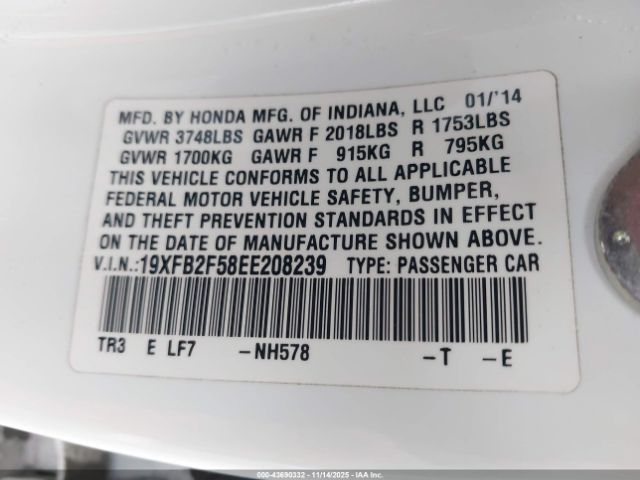 MFD. BY HONDA MFG. OF INDIANA, LLC 01/'14
GVWR 3748LBS GAWR F 2018LBS R 1753LBS
GVWR 1700KG GAWR F 915KG R 795KG
THIS VEHICLE CONFORMS TO ALL APPLICABLE
FEDERAL MOTOR VEHICLE SAFETY, BUMPER,
AND THEFT PREVENTION STANDARDS IN EFFECT
ON THE DATE OF MANUFACTURE SHOWN ABOVE.
V.I.N.:19XFB2F58EE208239 TYPE: PASSENGER CAR
TR3 E LF7 -NH578 -T -E
000-43690332 - 11/14/2025 - IAAI.COM